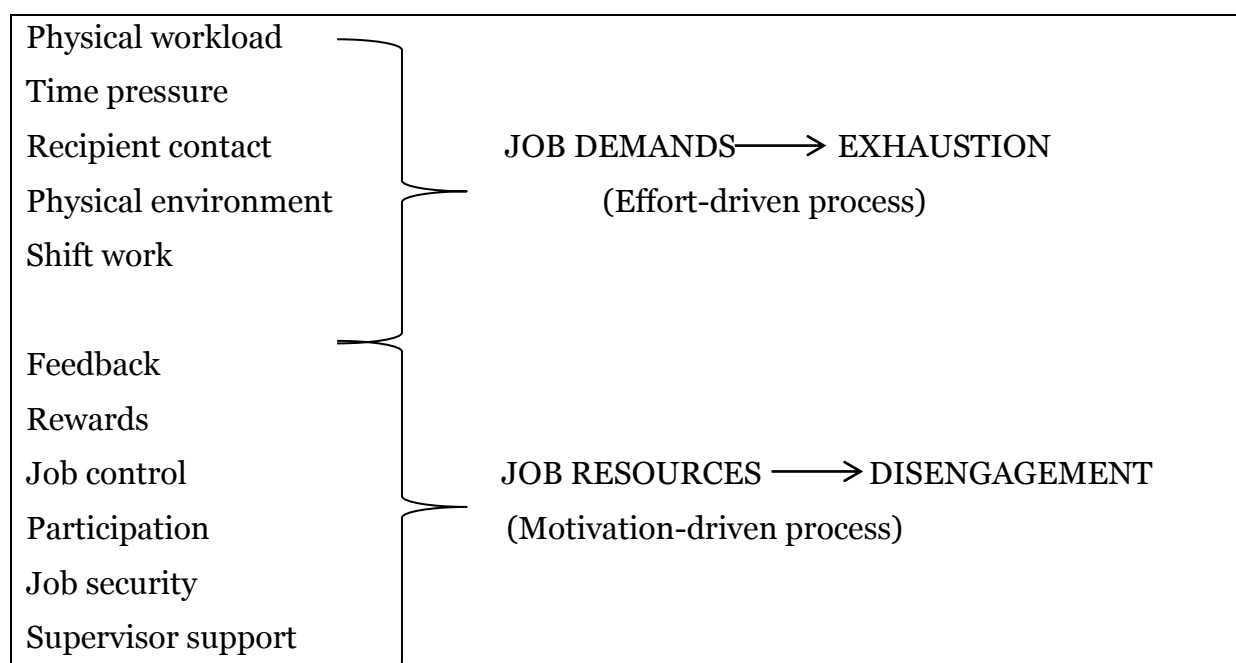 Physical workload
Time pressure
Recipient contact JOB DEMANDS EXHAUSTION
Physical environment (Effort-driven process)
Shift work
Feedback
Rewards
Job control JOB RESOURCES DISENGAGEMENT
Participation (Motivation-driven process)
Job security
Supervisor support